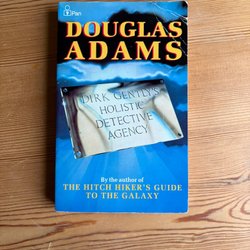 Pan
DOUGLAS
ADAMS
DIRK GENTLY'S
HOLISTIC
DETECTIVE
AGENCY
By the author of
THE HITCH HIKER'S GUIDE
TO THE GALAXY